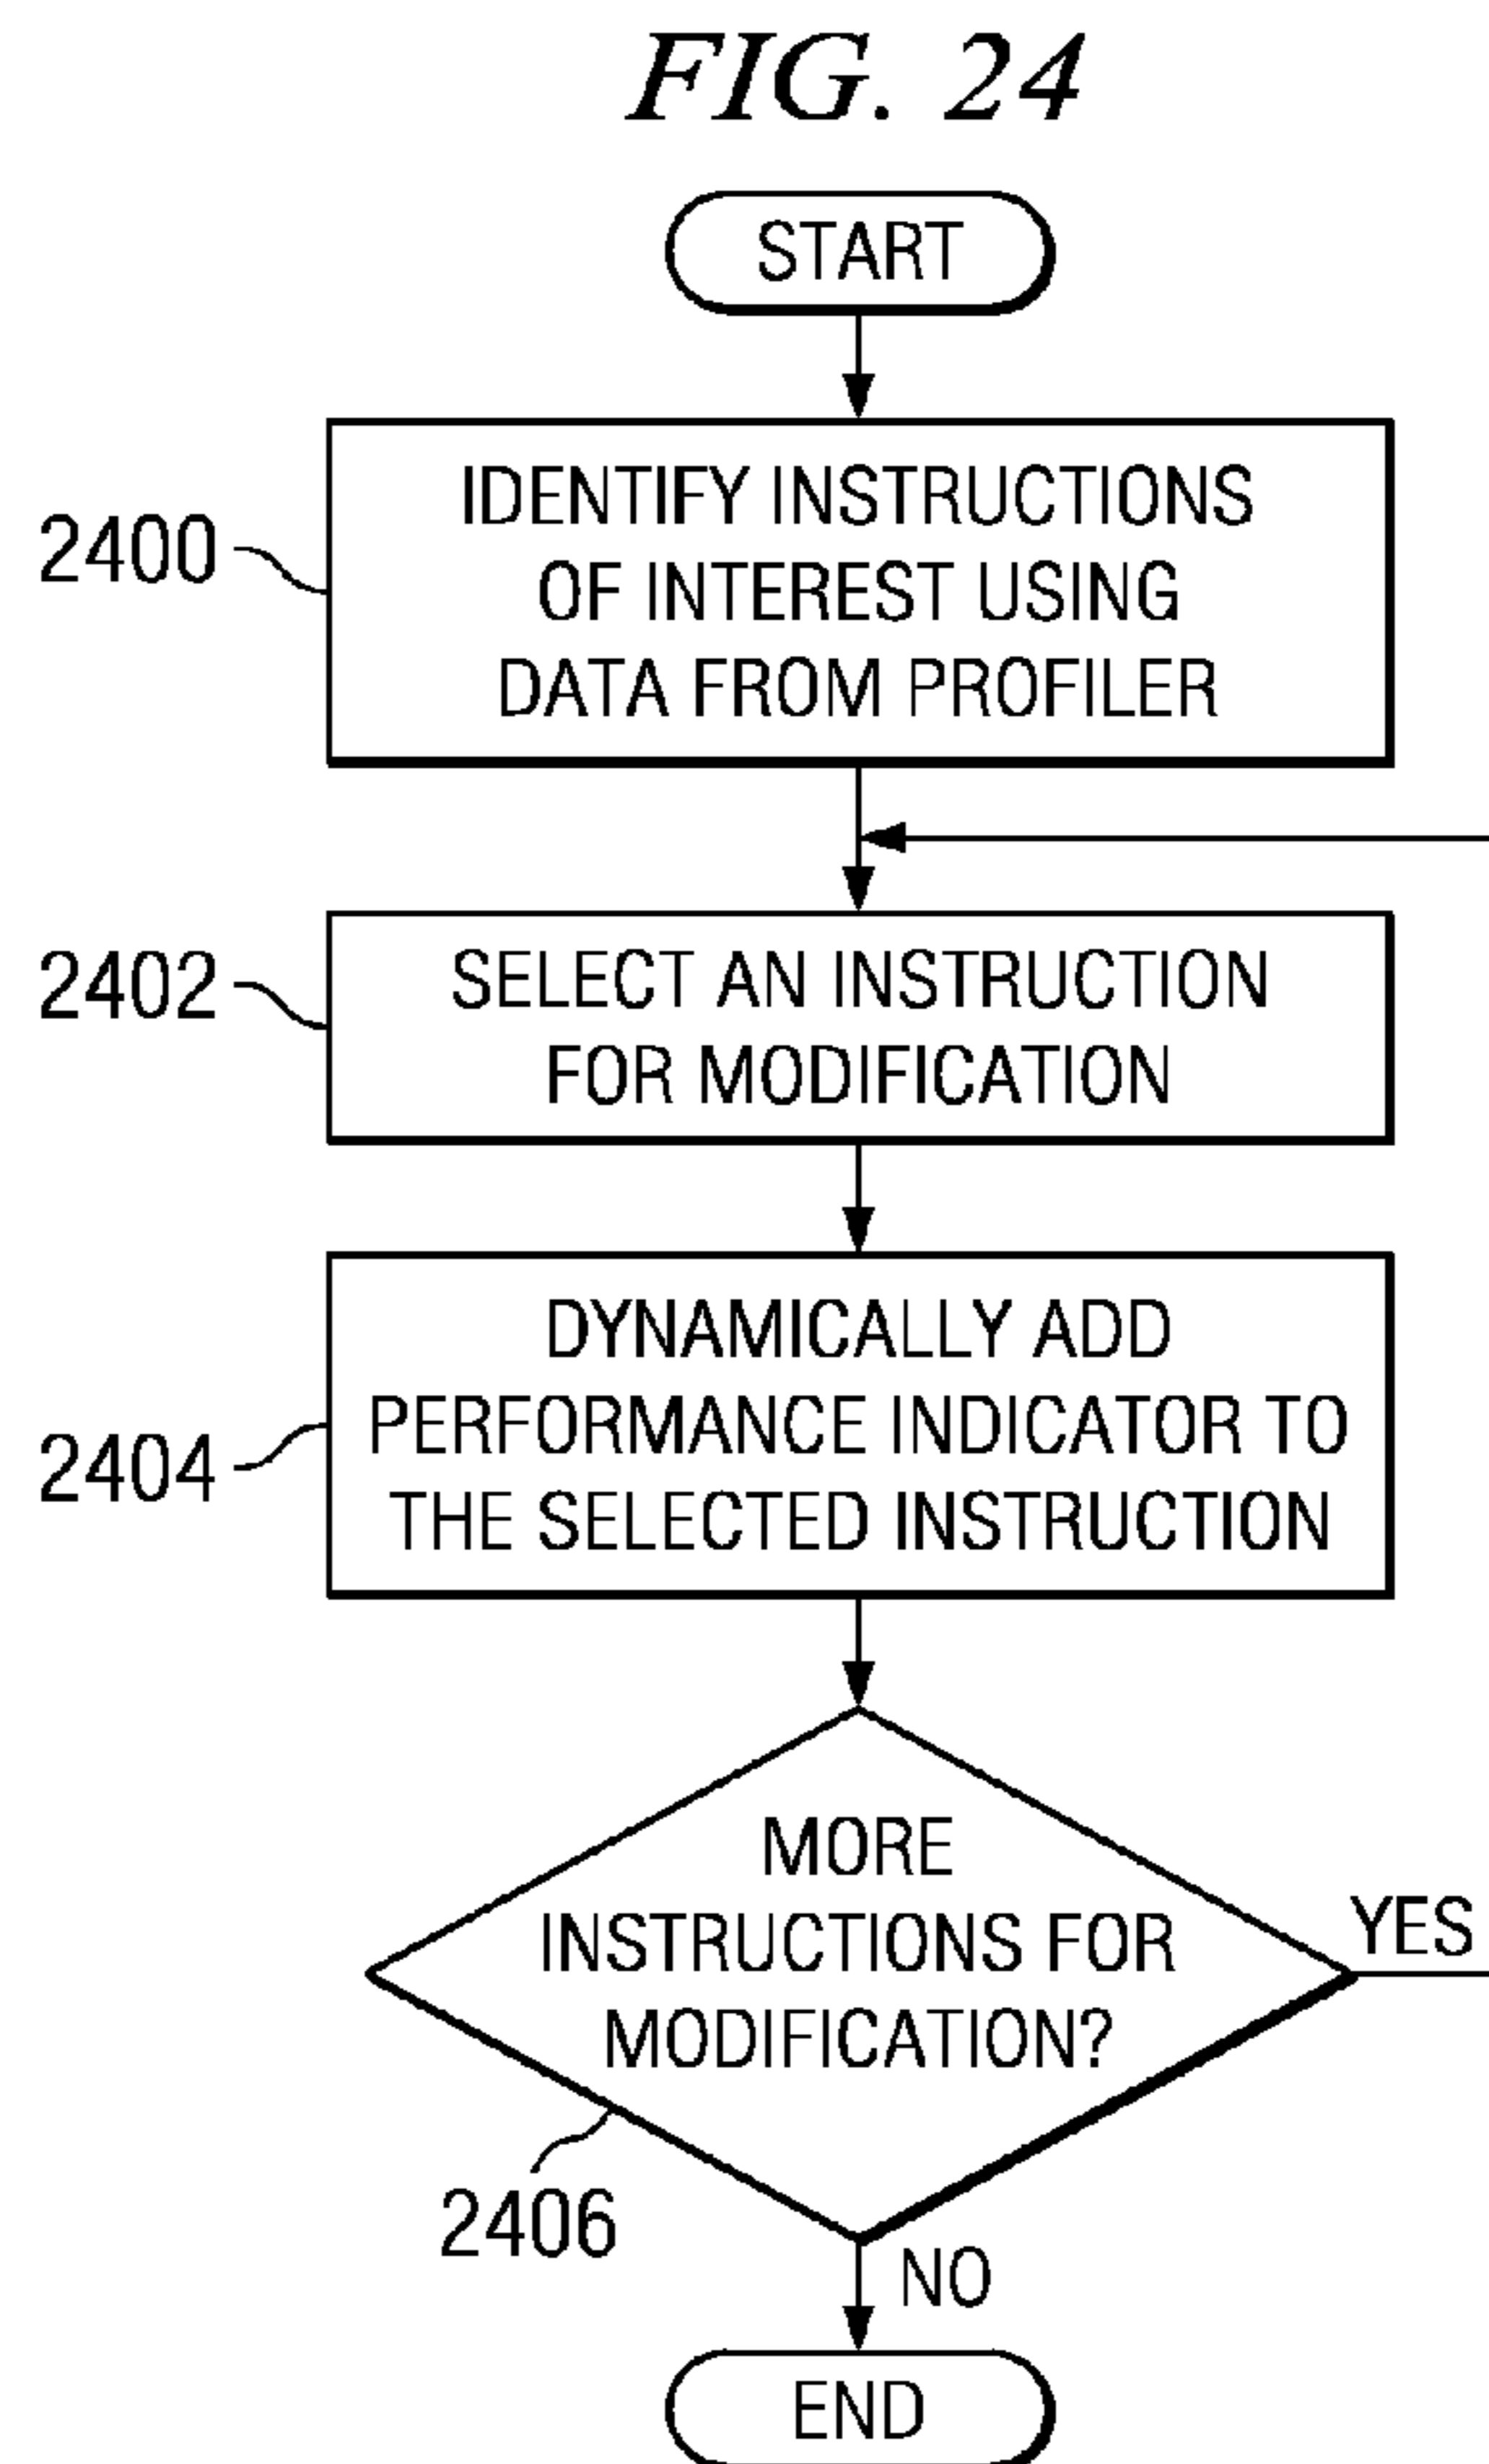 FIG. 24
START
2400
IDENTIFY INSTRUCTIONS
OF INTEREST USING
DATA FROM PROFILER
2402
SELECT AN INSTRUCTION
FOR MODIFICATION
2404
DYNAMICALLY ADD
PERFORMANCE INDICATOR TO
THE SELECTED INSTRUCTION
MORE
INSTRUCTIONS FOR
MODIFICATION?
YES
2406
NO
END